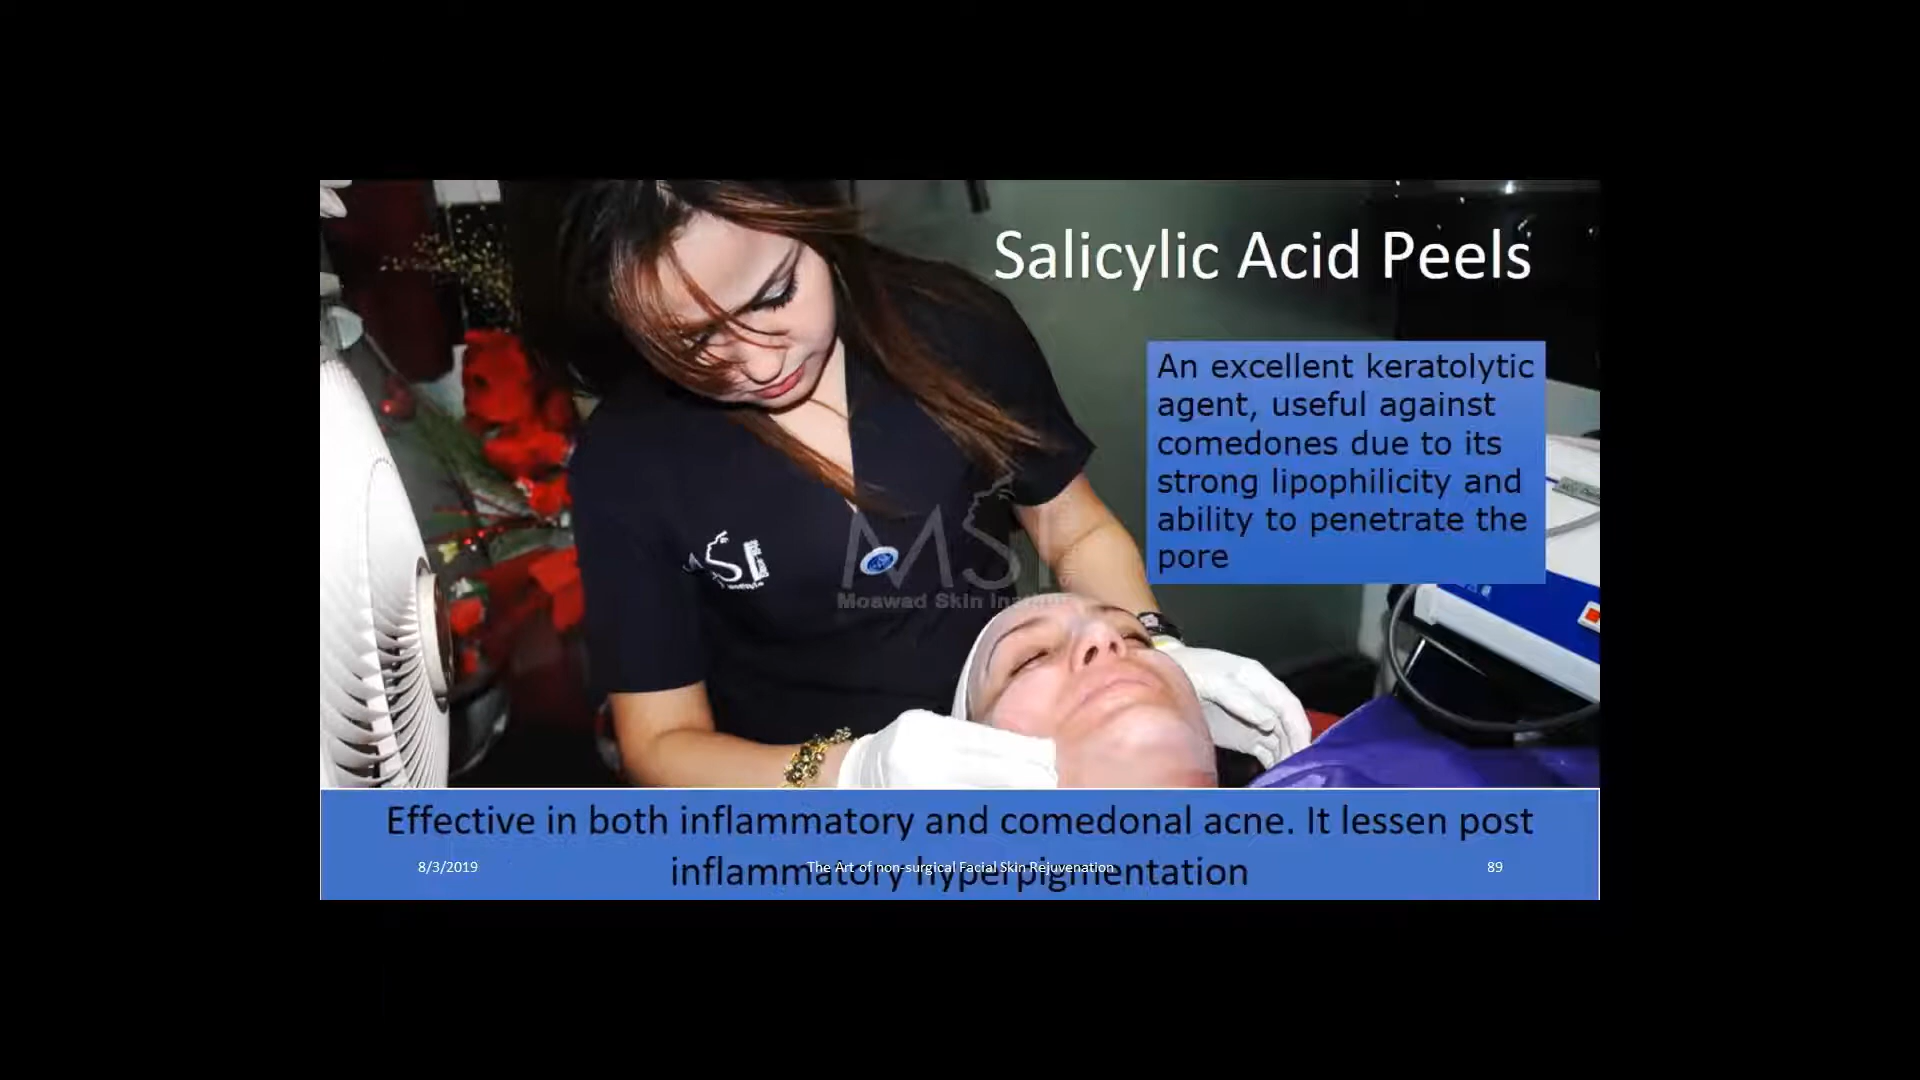 Salicylic Acid Peels
An excellent keratolytic
agent, useful against
comedones due to its
strong lipophilicity and
ability to penetrate the
pore
MSI
Moawad Skin
Effective in both inflammatory and comedonal acne. It lessen post
inflammatory hyperpigmentation
8/3/2019
The Art of non-surgical Facial Skin Rejuvenation
89